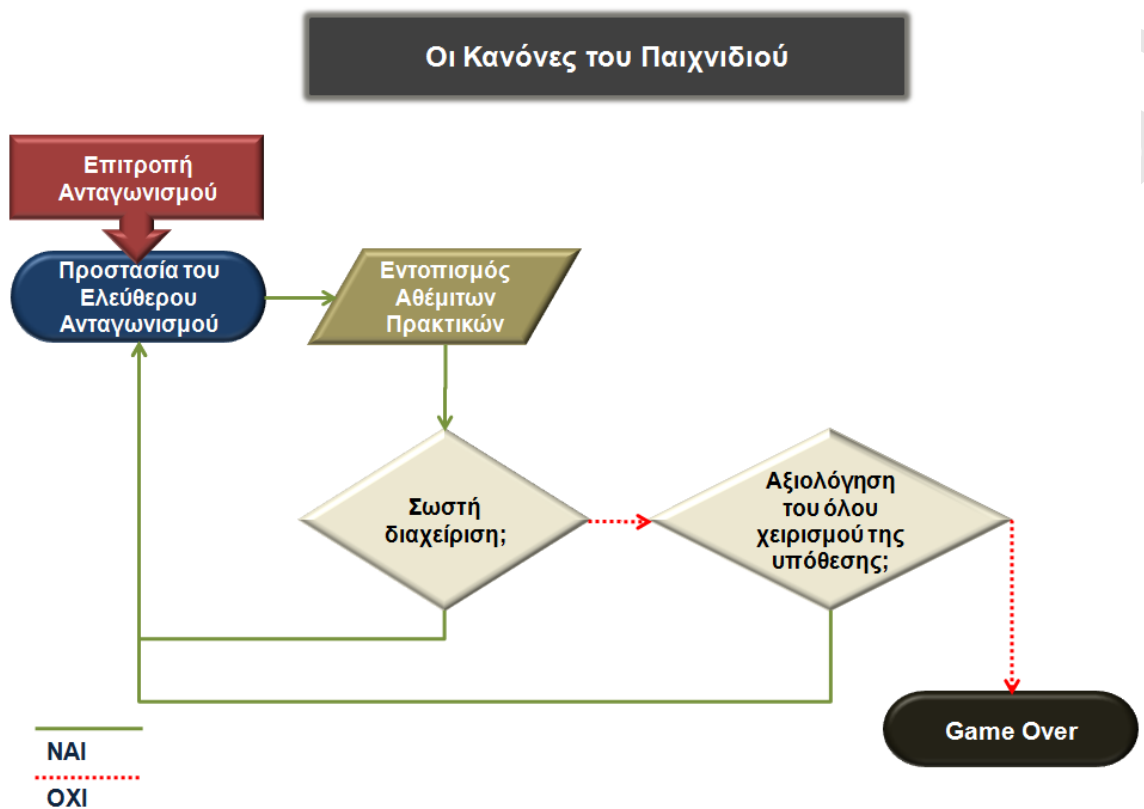 Οι Κανόνες του Παιχνιδιού
Επιτροπή
Ανταγωνισμού
Προστασία του
Ελεύθερου
Ανταγωνισμού
Εντοπισμός
Αθέμιτων
Πρακτικών
Σωστή
διαχείριση;
Αξιολόγηση
του όλου
χειρισμού της
υπόθεσης;
Game Over
ΝΑΙ
ΟΧΙ